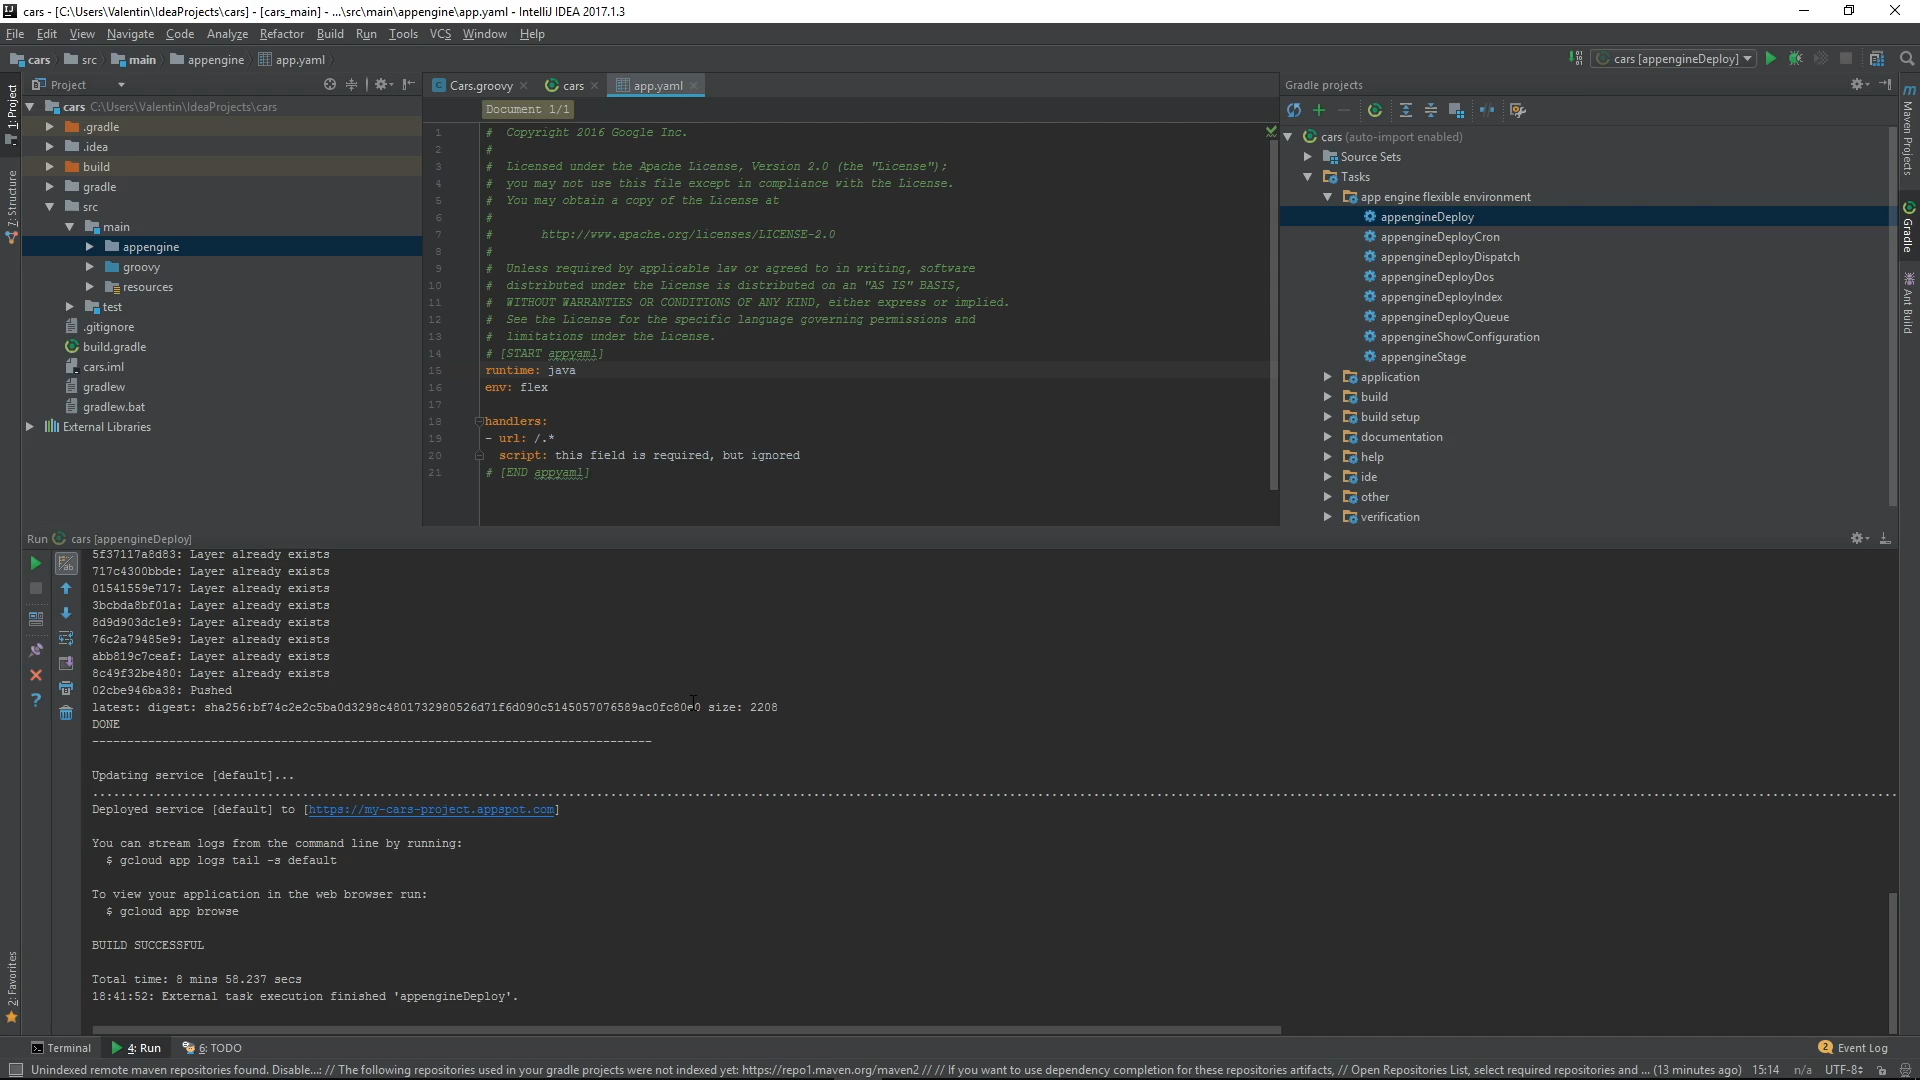 cars - [C:\Users\Valentin\IdeaProjects\cars] - [cars_main] - ...\src\main\appengine\app.yaml - IntelliJ IDEA 2017.1.3
File Edit View Navigate Code Analyze Refactor Build Run Tools VCS Window Help
cars src main appengine app.yaml
cars [appengineDeploy]
Project
Cars.groovy cars app.yaml
Gradle projects
1: Project
7: Structure
2: Favorites
cars C:\Users\Valentin\IdeaProjects\cars
.gradle
.idea
build
gradle
src
main
appengine
groovy
resources
test
.gitignore
build.gradle
cars.iml
gradlew
gradlew.bat
External Libraries
Document 1/1
1 # Copyright 2016 Google Inc.
2 #
3 # Licensed under the Apache License, Version 2.0 (the "License");
4 # you may not use this file except in compliance with the License.
5 # You may obtain a copy of the License at
6 #
7 # http://www.apache.org/licenses/LICENSE-2.0
8 #
9 # Unless required by applicable law or agreed to in writing, software
10 # distributed under the License is distributed on an "AS IS" BASIS,
11 # WITHOUT WARRANTIES OR CONDITIONS OF ANY KIND, either express or implied.
12 # See the License for the specific language governing permissions and
13 # limitations under the License.
14 # [START appyaml]
15 runtime: java
16 env: flex
17
18 handlers:
19 - url: /.*
20 script: this field is required, but ignored
21 # [END appyaml]
cars (auto-import enabled)
Source Sets
Tasks
app engine flexible environment
appengineDeploy
appengineDeployCron
appengineDeployDispatch
appengineDeployDos
appengineDeployIndex
appengineDeployQueue
appengineShowConfiguration
appengineStage
application
build
build setup
documentation
help
ide
other
verification
Maven Projects
Gradle
Ant Build
Run cars [appengineDeploy]
5f37117a8d83: Layer already exists
717c4300bbde: Layer already exists
01541559e717: Layer already exists
3bcbda8bf01a: Layer already exists
8d9d903dc1e9: Layer already exists
76c2a79485e9: Layer already exists
abb819c7ceaf: Layer already exists
8c49f32be480: Layer already exists
02cbe946ba38: Pushed
latest: digest: size: 2208
DONE
--------------------------------------------------------------------------------
Updating service [default]...
Deployed service [default] to [https://my-cars-project.appspot.com]
You can stream logs from the command line by running:
$ gcloud app logs tail -s default
To view your application in the web browser run:
$ gcloud app browse
BUILD SUCCESSFUL
Total time: 8 mins 58.237 secs
18:41:52: External task execution finished 'appengineDeploy'.
Terminal 4: Run 6: TODO
2 Event Log
Unindexed remote maven repositories found. Disable...: // The following repositories used in your gradle projects were not indexed yet: https://repo1.maven.org/maven2 // // If you want to use dependency completion for these repositories artifacts, // Open Repositories List, select required repositories and ... (13 minutes ago) 15:14 n/a UTF-8